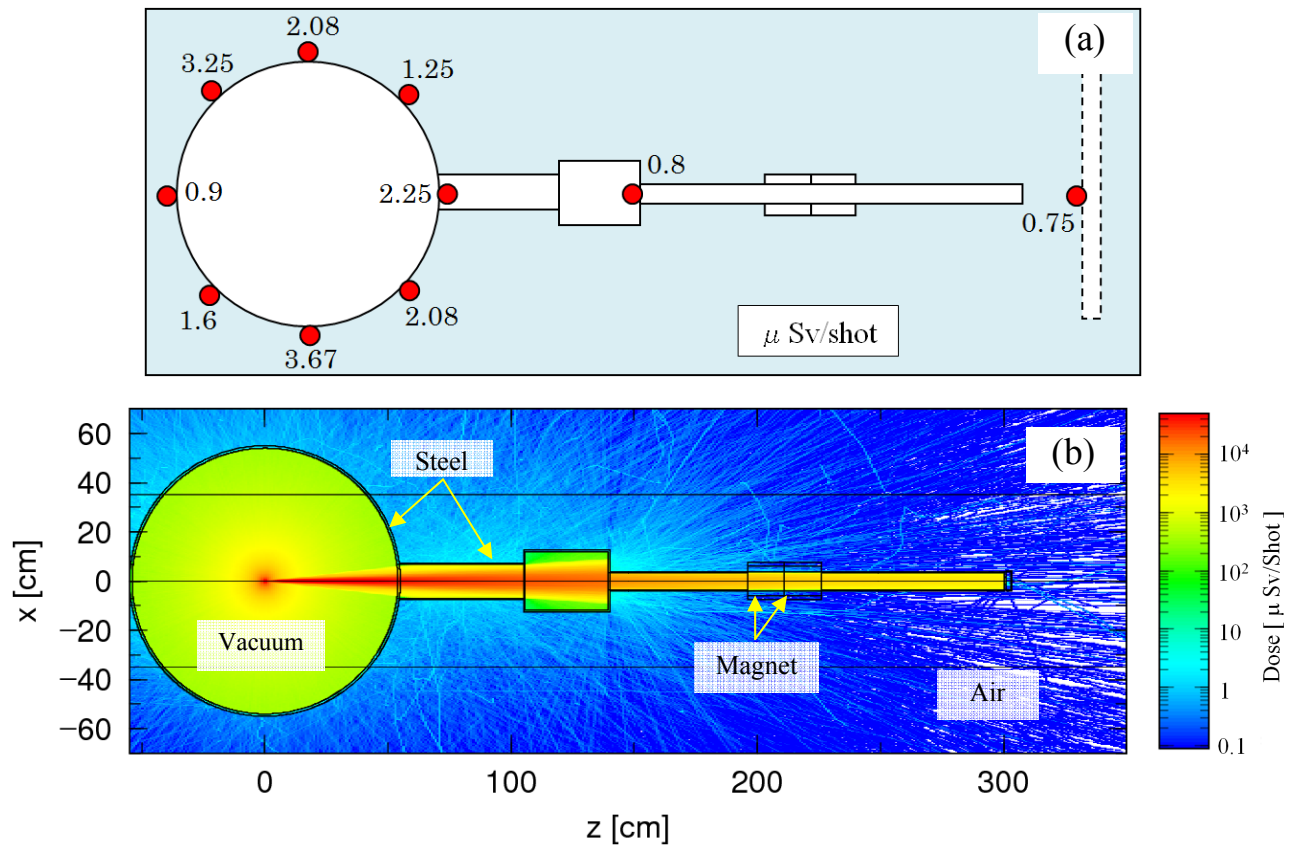 2.08
(a)
3.25
1.25
0.9
2.25
0.8
0.75
1.6
2.08
3.67
μ Sv/shot
(b)
60
40
20
0
−20
−40
−60
x [cm]
Steel
Vacuum
Magnet
Air
10⁴
10³
10²
10
1
0.1
Dose [ μ Sv/Shot ]
0
100
200
300
z [cm]